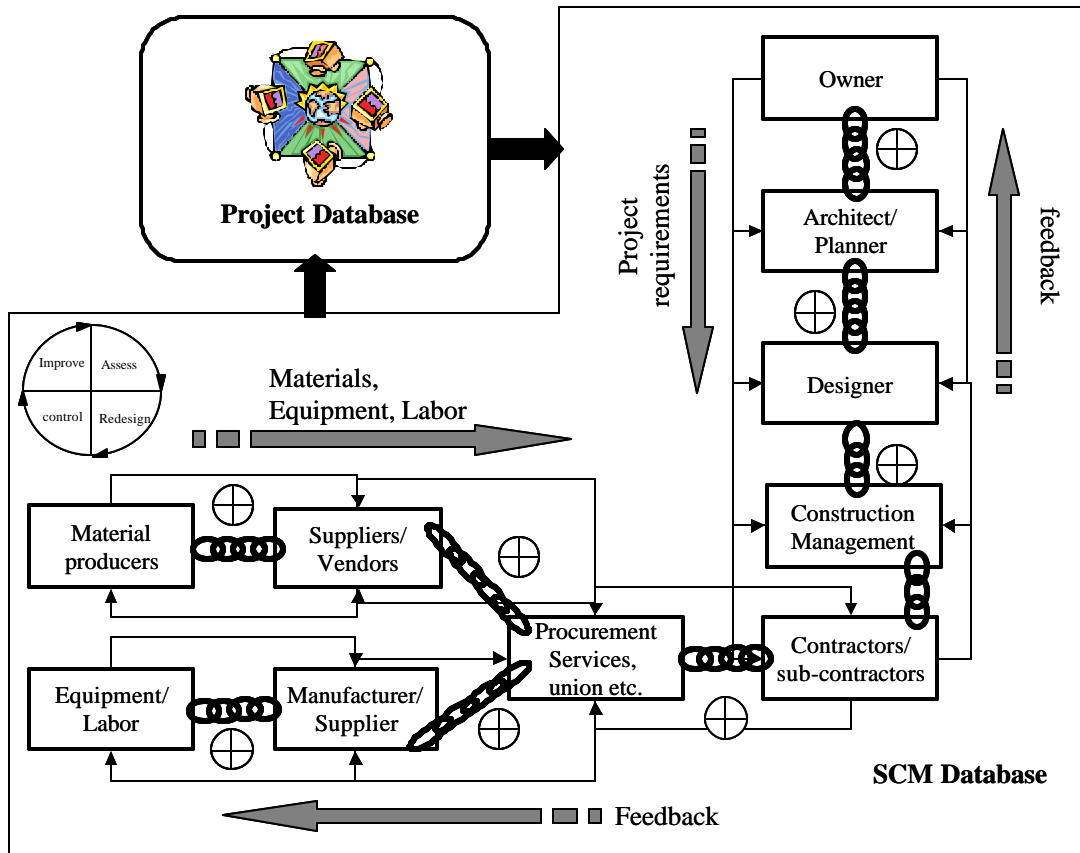 Project Database
Owner
Project
requirements
Architect/
Planner
feedback
Designer
Improve
Assess
control
Redesign
Materials,
Equipment, Labor
Construction
Management
Material
producers
Suppliers/
Vendors
Procurement
Services,
union etc.
Contractors/
sub-contractors
Equipment/
Labor
Manufacturer/
Supplier
SCM Database
Feedback